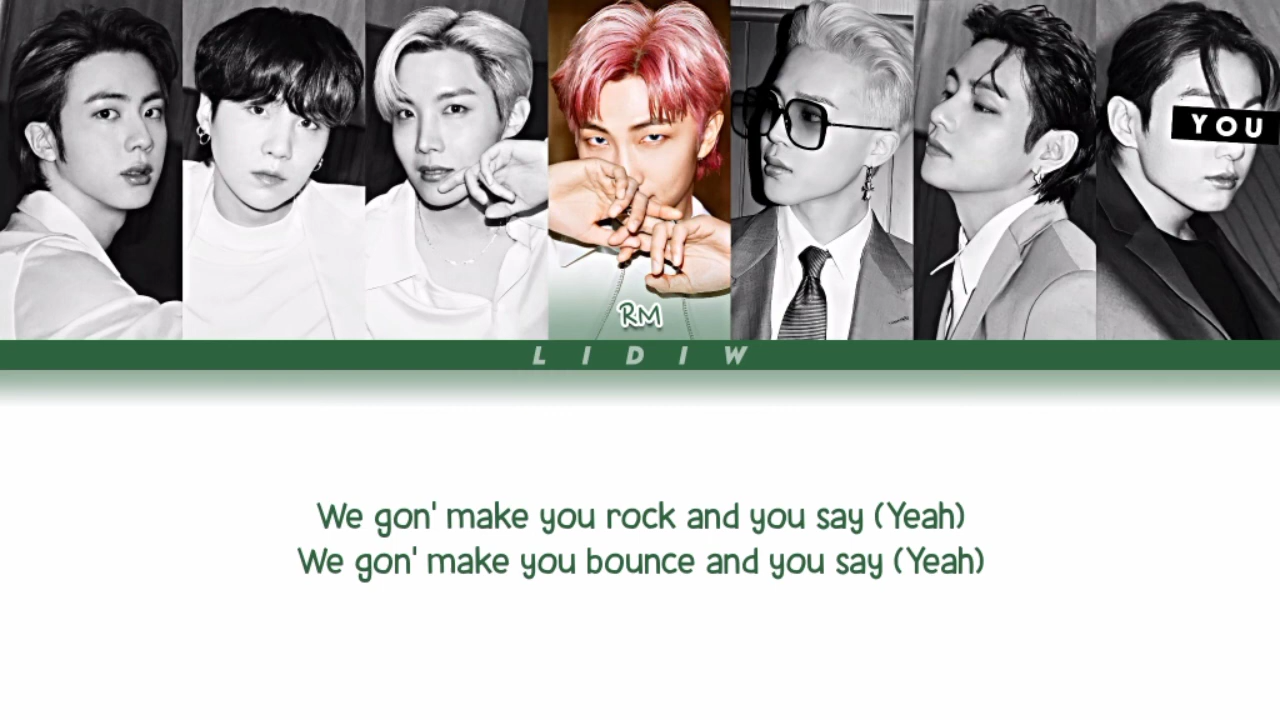 YOU
RM
LIDIW
We gon' make you rock and you say (Yeah)
We gon' make you bounce and you say (Yeah)